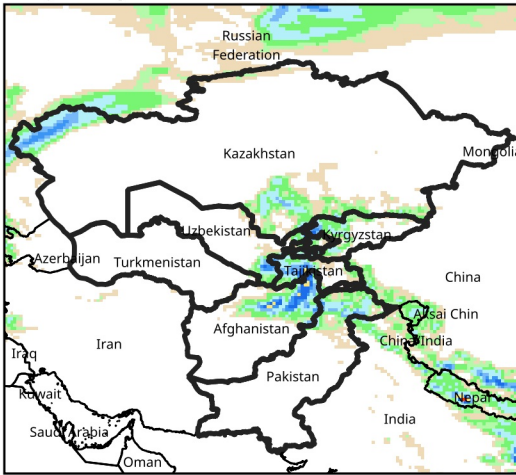 Russian
Federation
Kazakhstan
Mongolia
Uzbekistan
Kyrgyzstan
Azerbaijan
Turkmenistan
Tajikistan
China
Aksai Chin
Afghanistan
China/India
Iran
Iraq
Pakistan
Kuwait
Nepal
India
Saudi Arabia
Oman